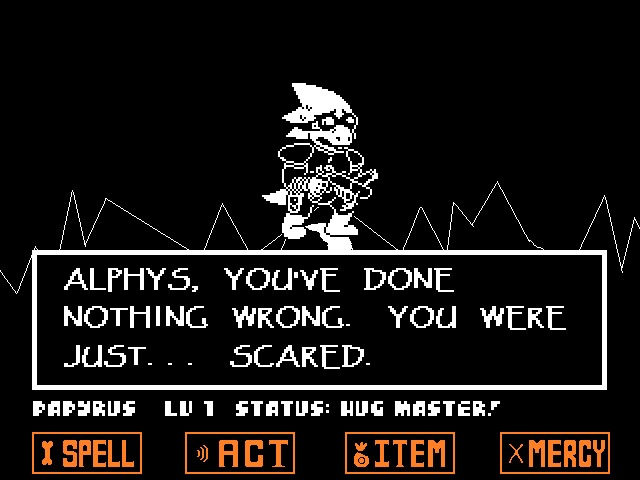 ALPHYS, YOU'VE DONE
NOTHING WRONG. YOU WERE
JUST... SCARED.
PAPYRUS LV 1 STATUS: HUG MASTER!
SPELL ACT ITEM MERCY